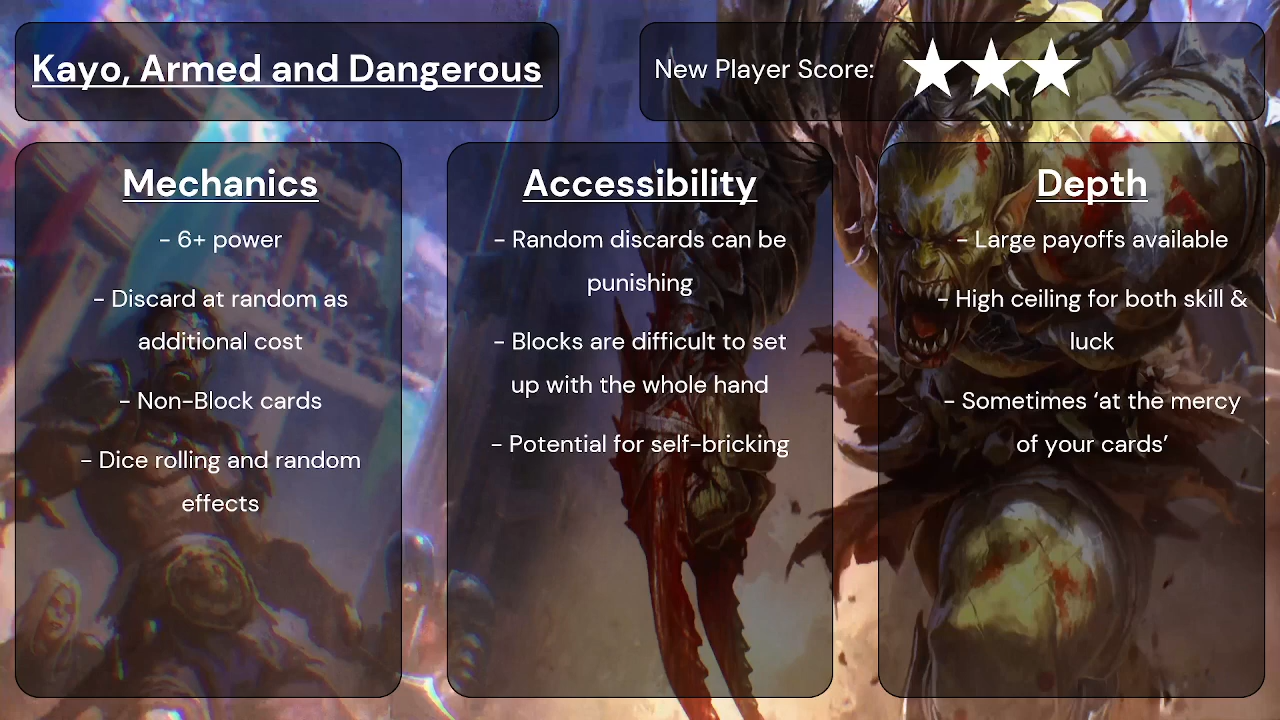 Kayo, Armed and Dangerous
New Player Score:
Mechanics
- 6+ power
- Discard at random as
additional cost
- Non-Block cards
- Dice rolling and random
effects
Accessibility
- Random discards can be
punishing
- Blocks are difficult to set
up with the whole hand
- Potential for self-bricking
Depth
- Large payoffs available
- High ceiling for both skill &
luck
- Sometimes ‘at the mercy
of your cards’